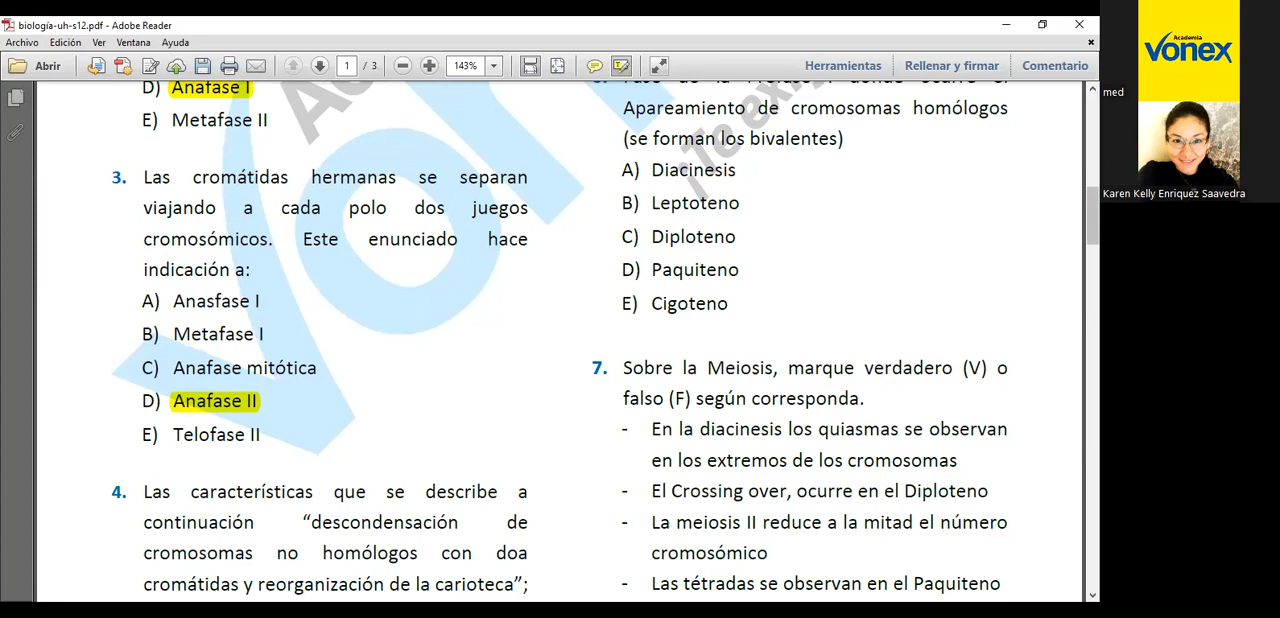 biología-uh-s12.pdf - Adobe Reader
Archivo Edición Ver Ventana Ayuda
Abrir
1 / 3
143%
Herramientas
Rellenar y firmar
Comentario
D) Anafase I
E) Metafase II
3. Las cromátidas hermanas se separan
viajando a cada polo dos juegos
cromosómicos. Este enunciado hace
indicación a:
A) Anasfase I
B) Metafase I
C) Anafase mitótica
D) Anafase II
E) Telofase II
4. Las características que se describe a
continuación “descondensación de
cromosomas no homólogos con doa
cromátidas y reorganización de la carioteca”;
Apareamiento de cromosomas homólogos
(se forman los bivalentes)
A) Diacinesis
B) Leptoteno
C) Diploteno
D) Paquiteno
E) Cigoteno
7. Sobre la Meiosis, marque verdadero (V) o
falso (F) según corresponda.
- En la diacinesis los quiasmas se observan
en los extremos de los cromosomas
- El Crossing over, ocurre en el Diploteno
- La meiosis II reduce a la mitad el número
cromosómico
- Las tétradas se observan en el Paquiteno
Academia
vonex
med
Karen Kelly Enriquez Saavedra